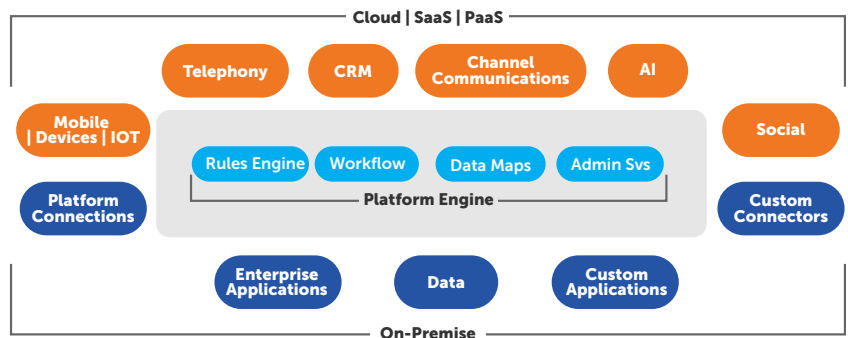 Cloud | SaaS | PaaS
Telephony
CRM
Channel
Communications
AI
Mobile
| Devices | IOT
Social
Rules Engine
Workflow
Data Maps
Admin Svs
Platform Engine
Platform
Connections
Custom
Connectors
Enterprise
Applications
Data
Custom
Applications
On-Premise